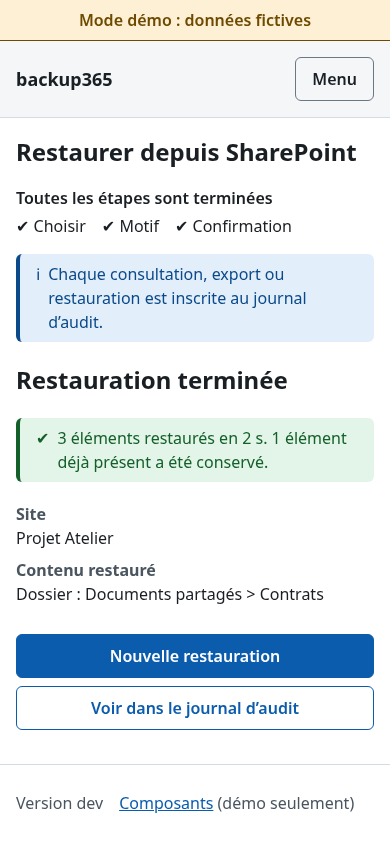 Mode démo : données fictives
backup365
Menu
Restaurer depuis SharePoint
Toutes les étapes sont terminées
✔ Choisir ✔ Motif ✔ Confirmation
i Chaque consultation, export ou
restauration est inscrite au journal
d’audit.
Restauration terminée
✔ 3 éléments restaurés en 2 s. 1 élément
déjà présent a été conservé.
Site
Projet Atelier
Contenu restauré
Dossier : Documents partagés > Contrats
Nouvelle restauration
Voir dans le journal d’audit
Version dev Composants (démo seulement)